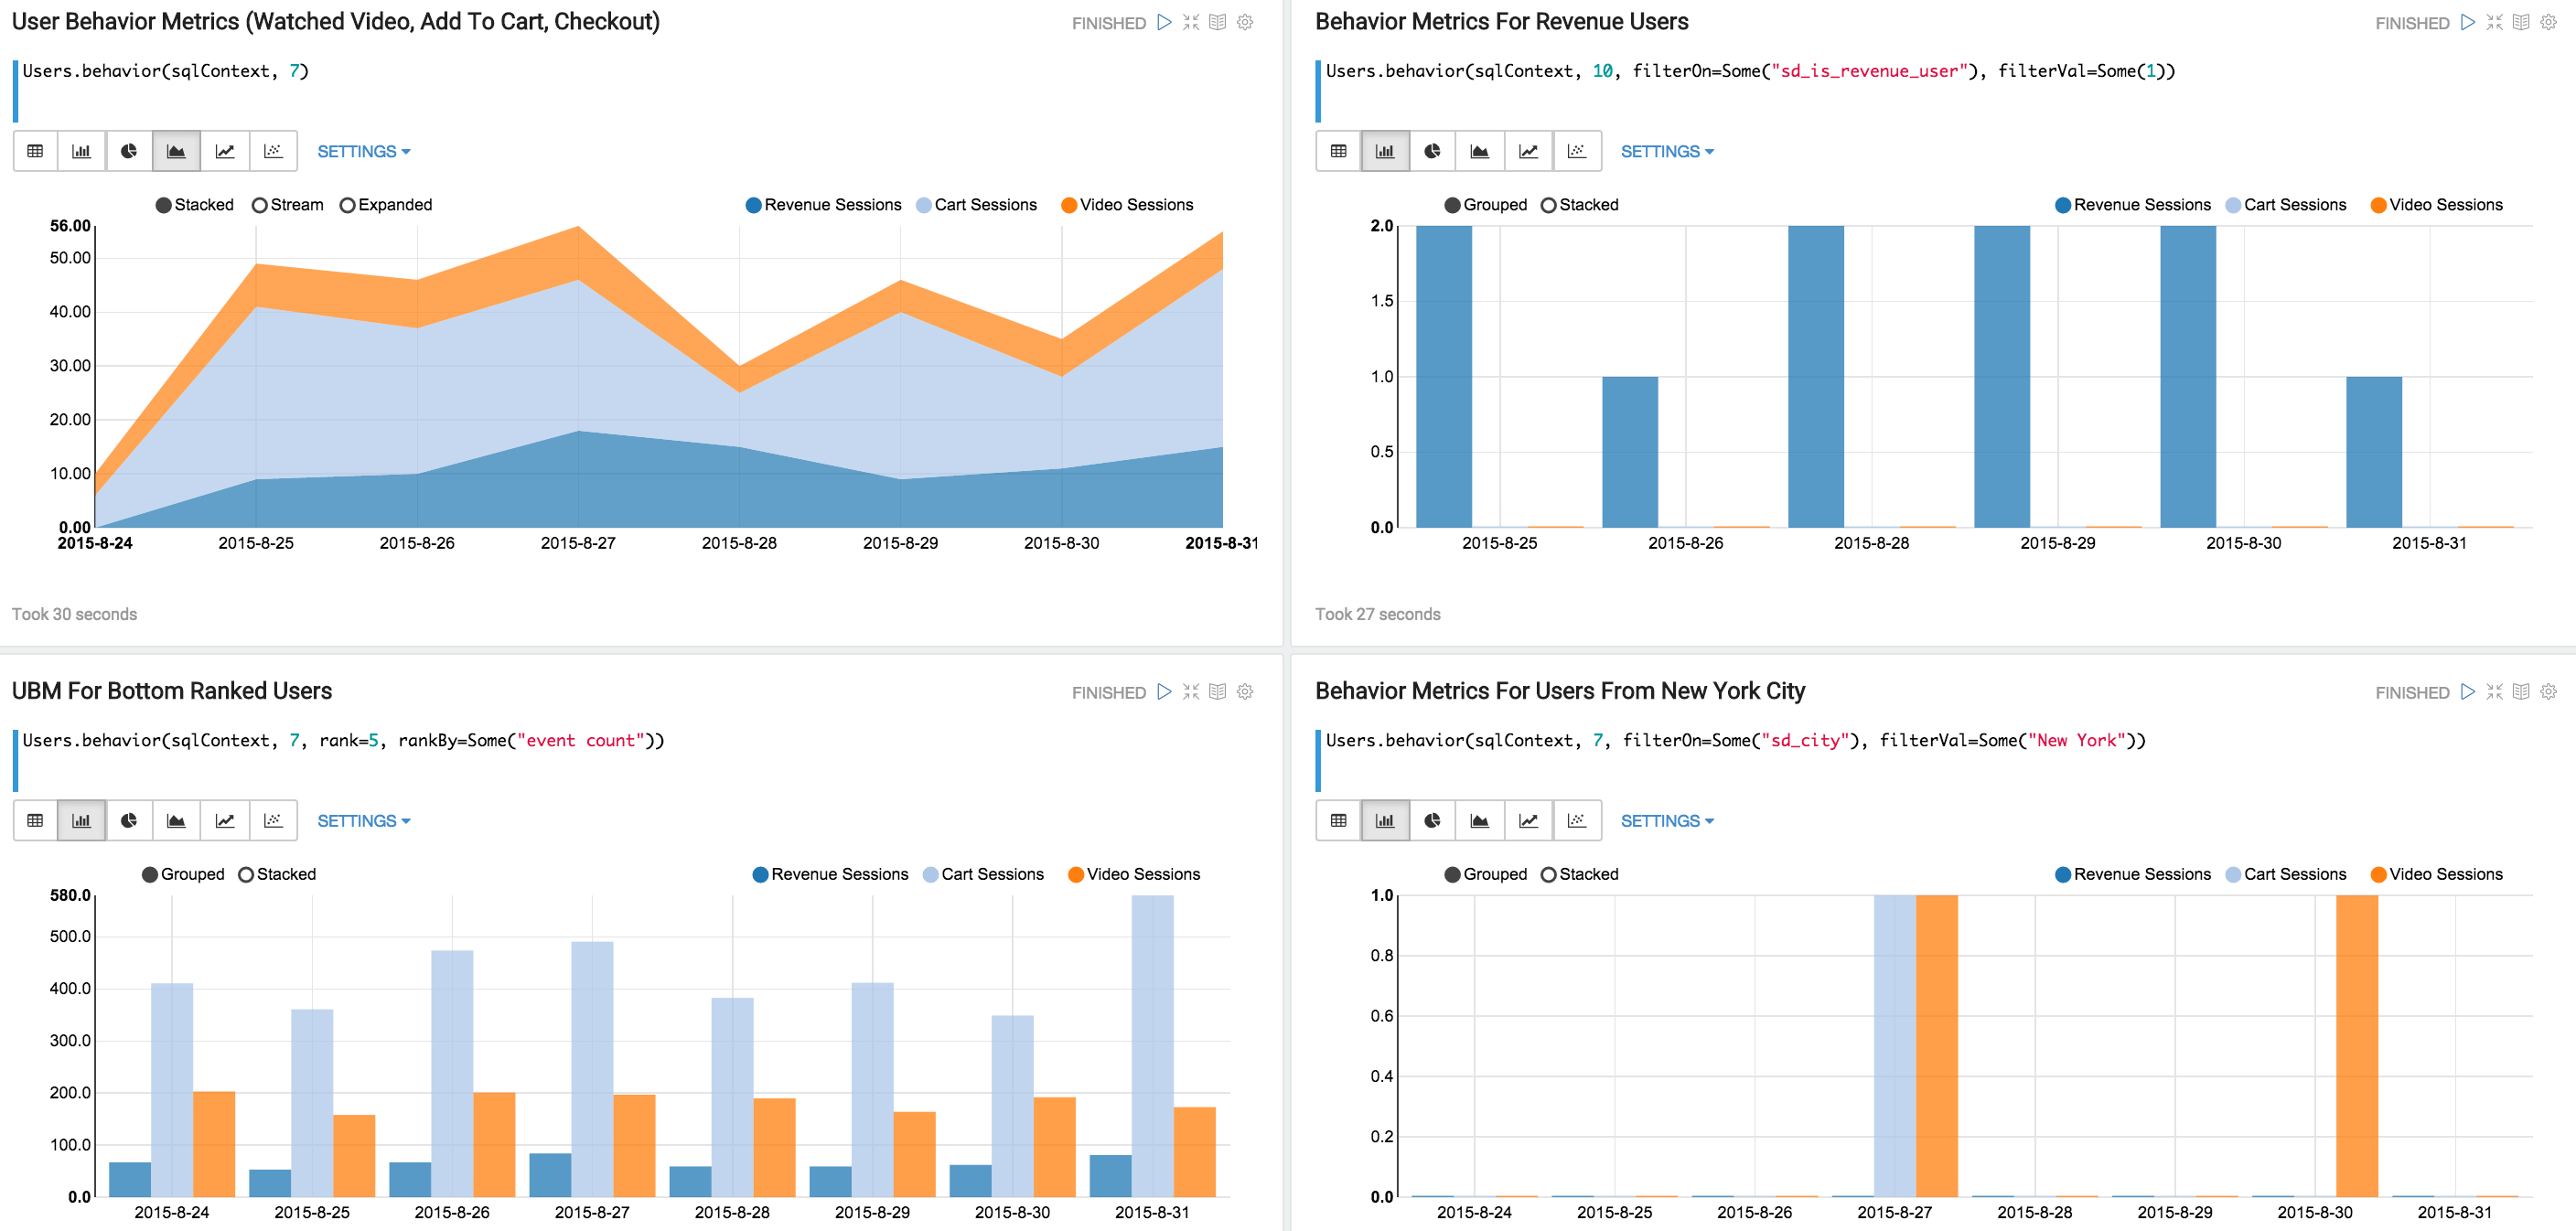 User Behavior Metrics (Watched Video, Add To Cart, Checkout)
FINISHED
Users.behavior(sqlContext, 7)
SETTINGS
Stacked Stream Expanded
Revenue Sessions Cart Sessions Video Sessions
56.00
50.00
40.00
30.00
20.00
10.00
0.00
2015-8-24 2015-8-25 2015-8-26 2015-8-27 2015-8-28 2015-8-29 2015-8-30 2015-8-31
Took 30 seconds
Behavior Metrics For Revenue Users
FINISHED
Users.behavior(sqlContext, 10, filterOn=Some("sd_is_revenue_user"), filterVal=Some(1))
SETTINGS
Grouped Stacked
Revenue Sessions Cart Sessions Video Sessions
2.0
1.5
1.0
0.5
0.0
2015-8-25 2015-8-26 2015-8-28 2015-8-29 2015-8-30 2015-8-31
Took 27 seconds
UBM For Bottom Ranked Users
FINISHED
Users.behavior(sqlContext, 7, rank=5, rankBy=Some("event count"))
SETTINGS
Grouped Stacked
Revenue Sessions Cart Sessions Video Sessions
580.0
500.0
400.0
300.0
200.0
100.0
0.0
2015-8-24 2015-8-25 2015-8-26 2015-8-27 2015-8-28 2015-8-29 2015-8-30 2015-8-31
Behavior Metrics For Users From New York City
FINISHED
Users.behavior(sqlContext, 7, filterOn=Some("sd_city"), filterVal=Some("New York"))
SETTINGS
Grouped Stacked
Revenue Sessions Cart Sessions Video Sessions
1.0
0.8
0.6
0.4
0.2
0.0
2015-8-24 2015-8-25 2015-8-26 2015-8-27 2015-8-28 2015-8-29 2015-8-30 2015-8-31